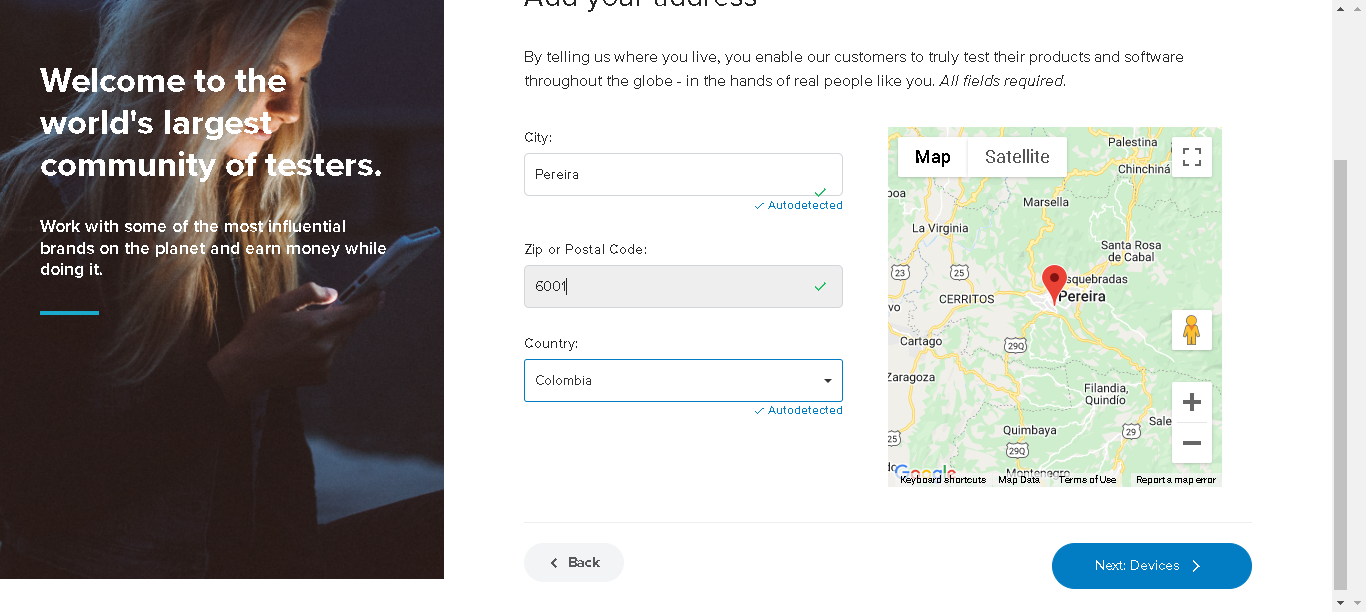 Add your address
Welcome to the
world's largest
community of testers.
Work with some of the most influential
brands on the planet and earn money while
doing it.
By telling us where you live, you enable our customers to truly test their products and software
throughout the globe - in the hands of real people like you. All fields required.
City:
Pereira
Autodetected
Zip or Postal Code:
6001
Country:
Colombia
Autodetected
Map
Satellite
Palestina
Chinchiná
Marsella
La Virginia
Santa Rosa
de Cabal
23
25
squebradas
CERRITOS
Pereira
Cartago
29Q
Zaragoza
Filandia,
Quindío
Quimbaya
29
Sale
25
29Q
Montenegro
Google
Keyboard shortcuts
Map Data
Terms of Use
Report a map error
Back
Next: Devices